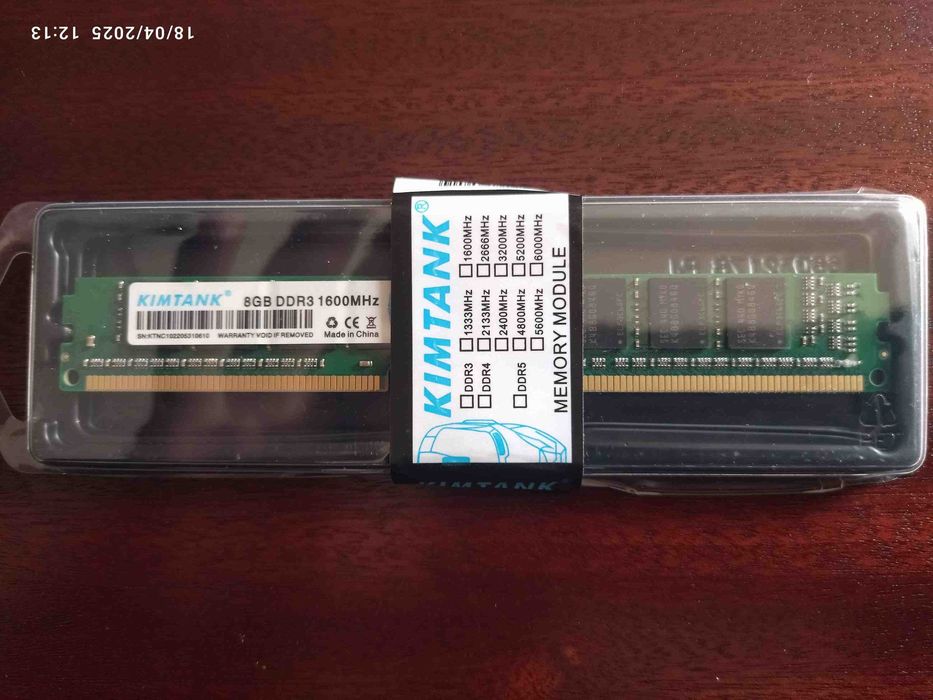 18/04/2025 12:13
KIMTANK®
8GB DDR3 1600MHz
SN:KTNC102205310610
WARRANTY VOID IF REMOVED
CE
Made in China
KIMTANK®
DDR3 1333MHz 1600MHz
DDR4 2133MHz 2666MHz
2400MHz 3200MHz
DDR5 4800MHz 5200MHz
5600MHz 6000MHz
MEMORY MODULE
KIMTANK®